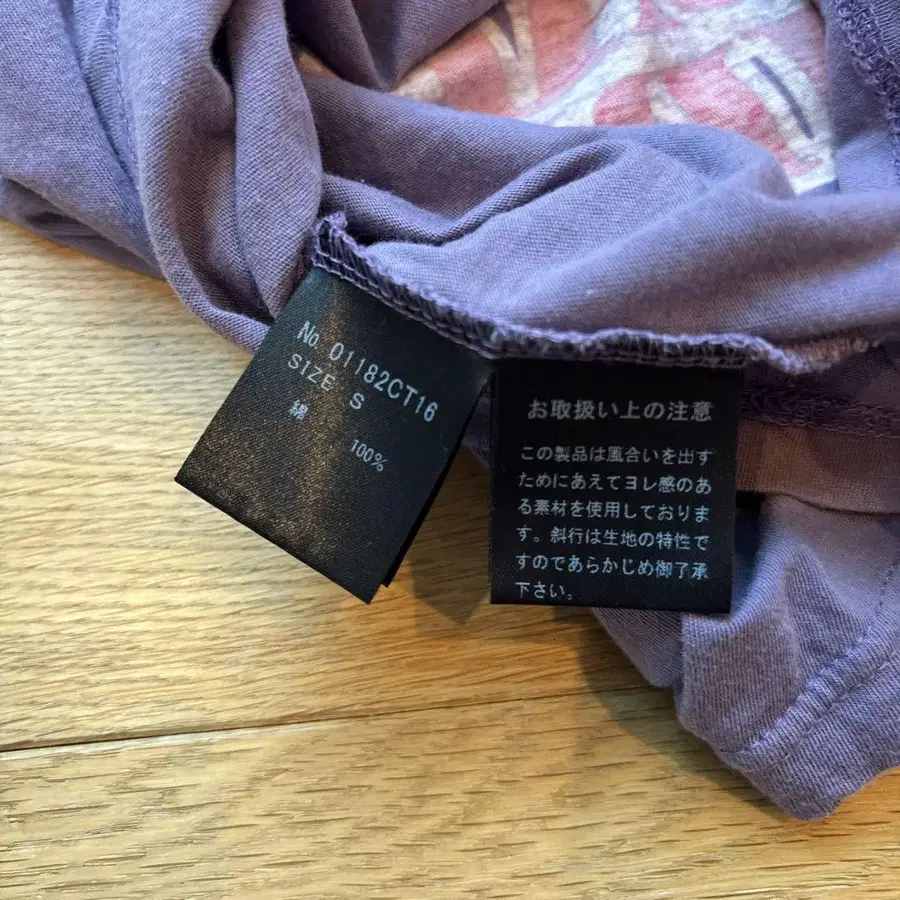 No. 01182CT16
SIZE S
綿 100%
お取扱い上の注意
この製品は風合いを出す
ためにあえてヨレ感のあ
る素材を使用しておりま
す。斜行は生地の特性で
すのであらかじめ御了承
下さい。